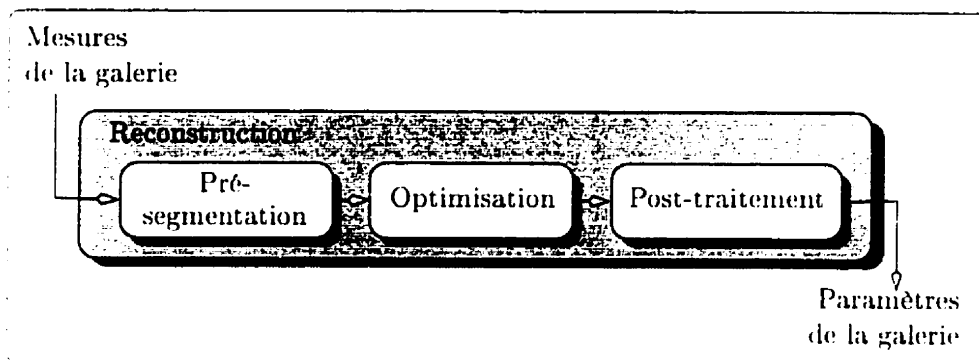 Mesures
de la galerie
Reconstruction
Pré-
segmentation
Optimisation
Post-traitement
Paramètres
de la galerie